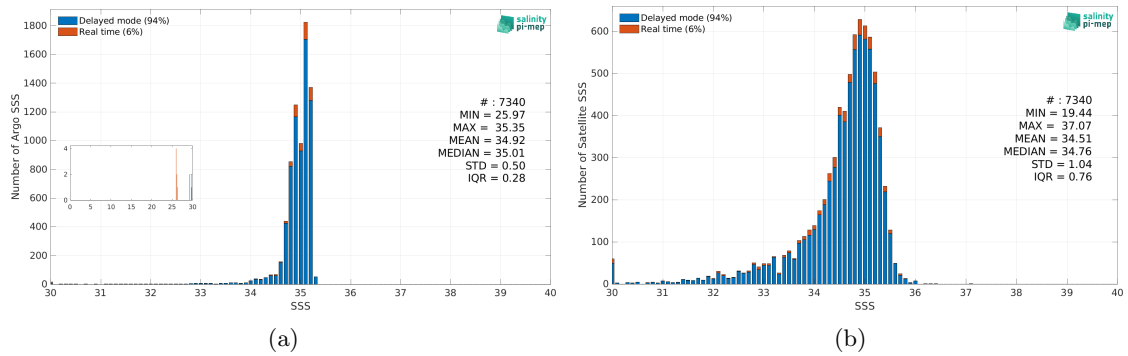 Delayed mode (94%)
Real time (6%)
salinity
pi-mep
Number of Argo SSS
1800
1600
1400
1200
1000
800
600
400
200
0
# : 7340
MIN = 25.97
MAX = 35.35
MEAN = 34.92
MEDIAN = 35.01
STD = 0.50
IQR = 0.28
4
2
0
0 5 10 15 20 25 30
30 31 32 33 34 35 36 37 38 39 40
SSS
(a)
Delayed mode (94%)
Real time (6%)
salinity
pi-mep
Number of Satellite SSS
600
500
400
300
200
100
0
# : 7340
MIN = 19.44
MAX = 37.07
MEAN = 34.51
MEDIAN = 34.76
STD = 1.04
IQR = 0.76
30 31 32 33 34 35 36 37 38 39 40
SSS
(b)